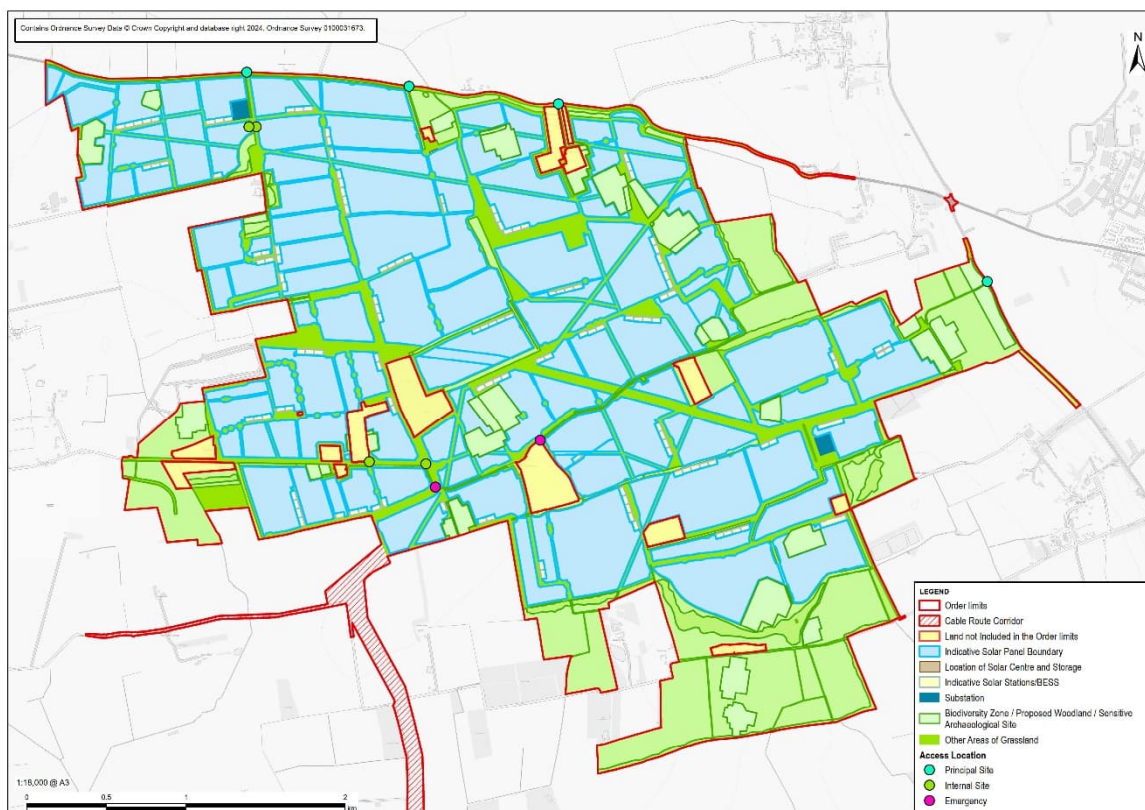 Contains Ordnance Survey Data © Crown Copyright and database right 2024. Ordnance Survey 0100031673.
N
LEGEND
Order limits
Cable Route Corridor
Land not Included in the Order limits
Indicative Solar Panel Boundary
Location of Solar Centre and Storage
Indicative Solar Stations/BESS
Substation
Biodiversity Zone / Proposed Woodland / Sensitive
Archaeological Site
Other Areas of Grassland
Access Location
Principal Site
Internal Site
Emergency
1:18,000 @ A3
0 0.5 1 2
km